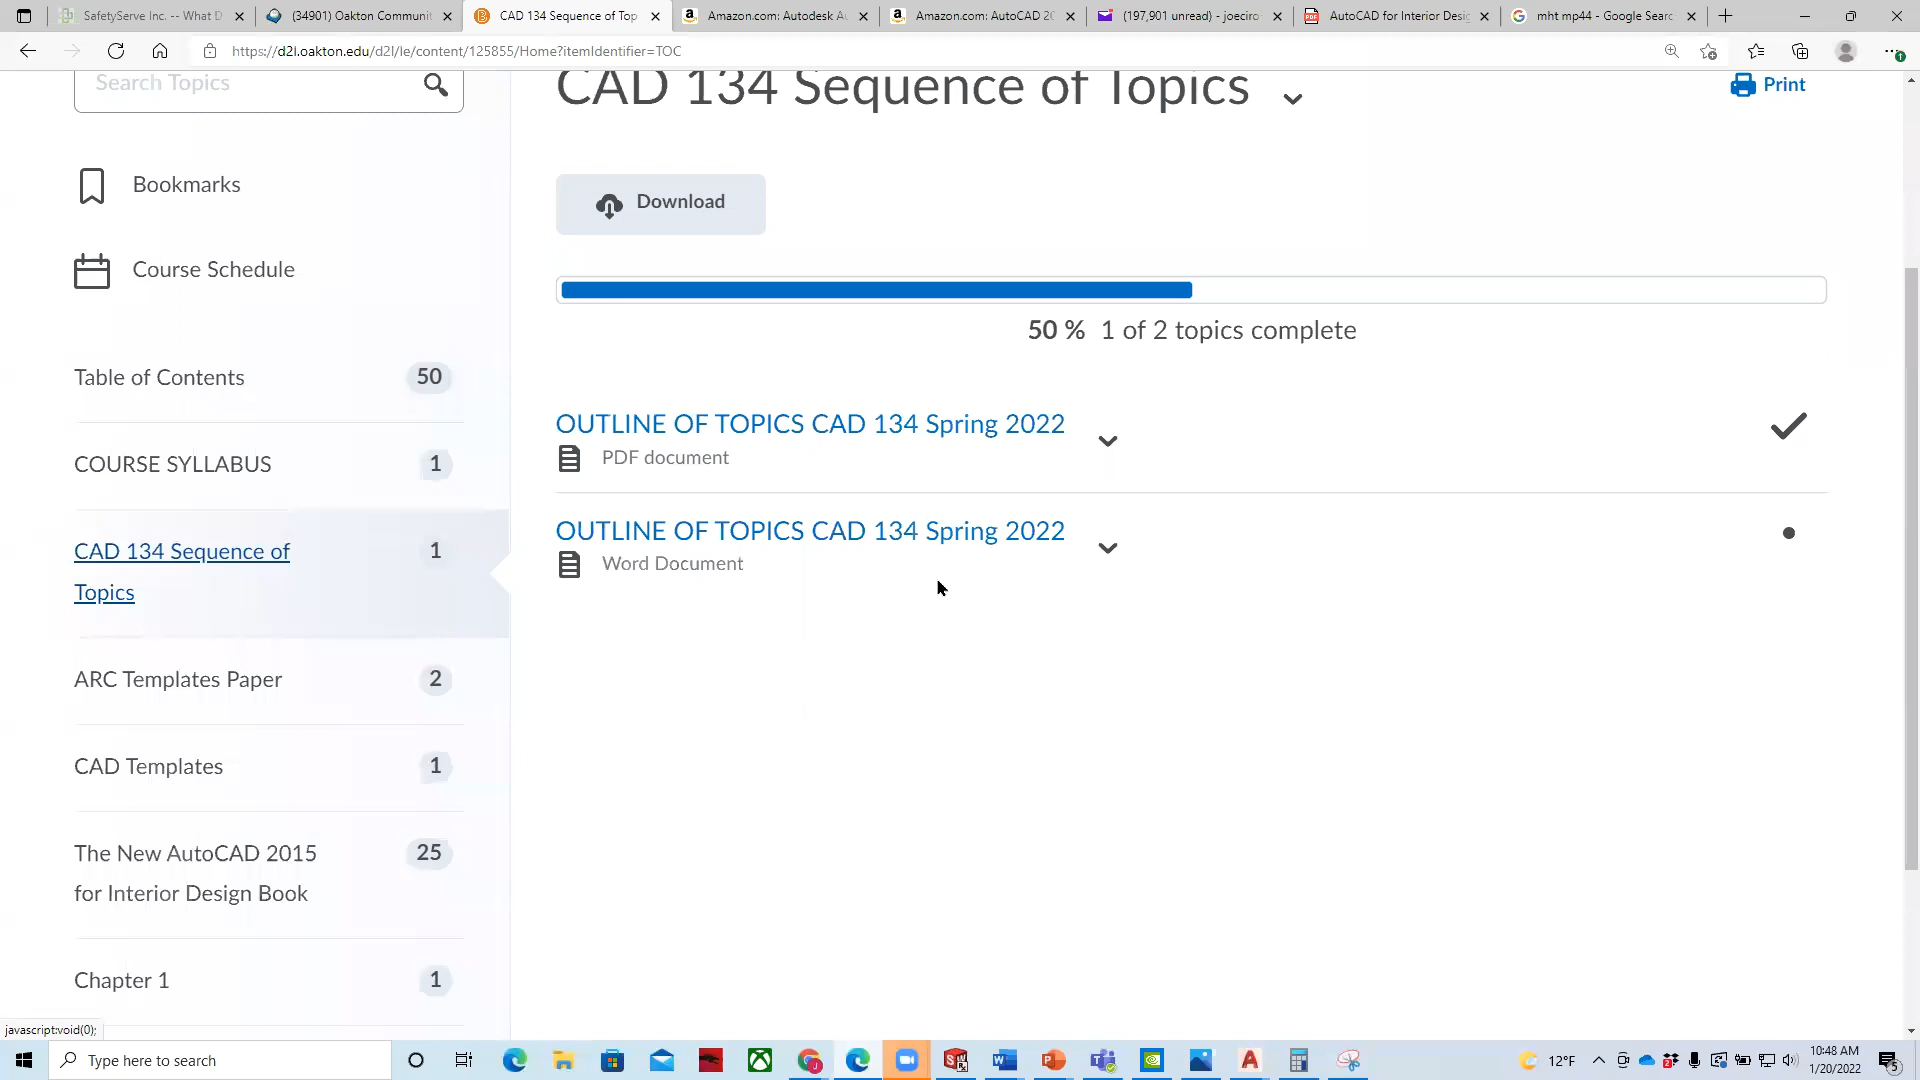 SafetyServe Inc. -- What D
(34901) Oakton Communit
CAD 134 Sequence of Top
Amazon.com: Autodesk Au
Amazon.com: AutoCAD 20
(197,901 unread) - joeciro
AutoCAD for Interior Desig
mht mp44 - Google Searc
https://d2l.oakton.edu/d2l/le/content/125855/Home?itemIdentifier=TOC
Search Topics
CAD 134 Sequence of Topics
Print
Bookmarks
Download
Course Schedule
50 % 1 of 2 topics complete
Table of Contents 50
OUTLINE OF TOPICS CAD 134 Spring 2022
PDF document
COURSE SYLLABUS 1
OUTLINE OF TOPICS CAD 134 Spring 2022
Word Document
CAD 134 Sequence of 1
Topics
ARC Templates Paper 2
CAD Templates 1
The New AutoCAD 2015 25
for Interior Design Book
Chapter 1 1
javascript:void(0);
Type here to search
12°F
10:48 AM
1/20/2022
5